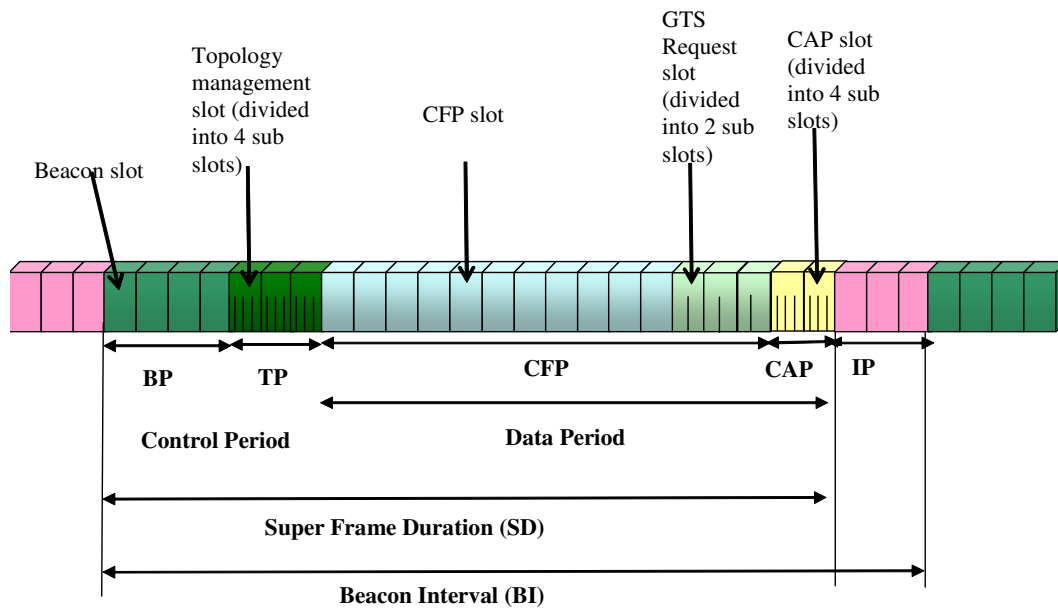 Beacon slot
Topology
management
slot (divided
into 4 sub
slots)
CFP slot
GTS
Request
slot
(divided
into 2 sub
slots)
CAP slot
(divided
into 4 sub
slots)
BP
TP
CFP
CAP
IP
Control Period
Data Period
Super Frame Duration (SD)
Beacon Interval (BI)